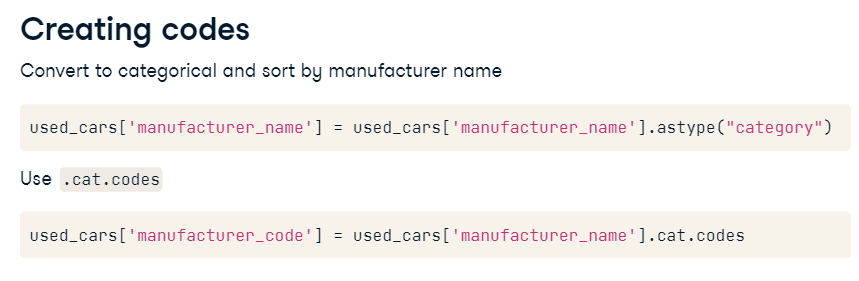 Creating codes
Convert to categorical and sort by manufacturer name
used_cars['manufacturer_name'] = used_cars['manufacturer_name'].astype("category")
Use .cat.codes
used_cars['manufacturer_code'] = used_cars['manufacturer_name'].cat.codes